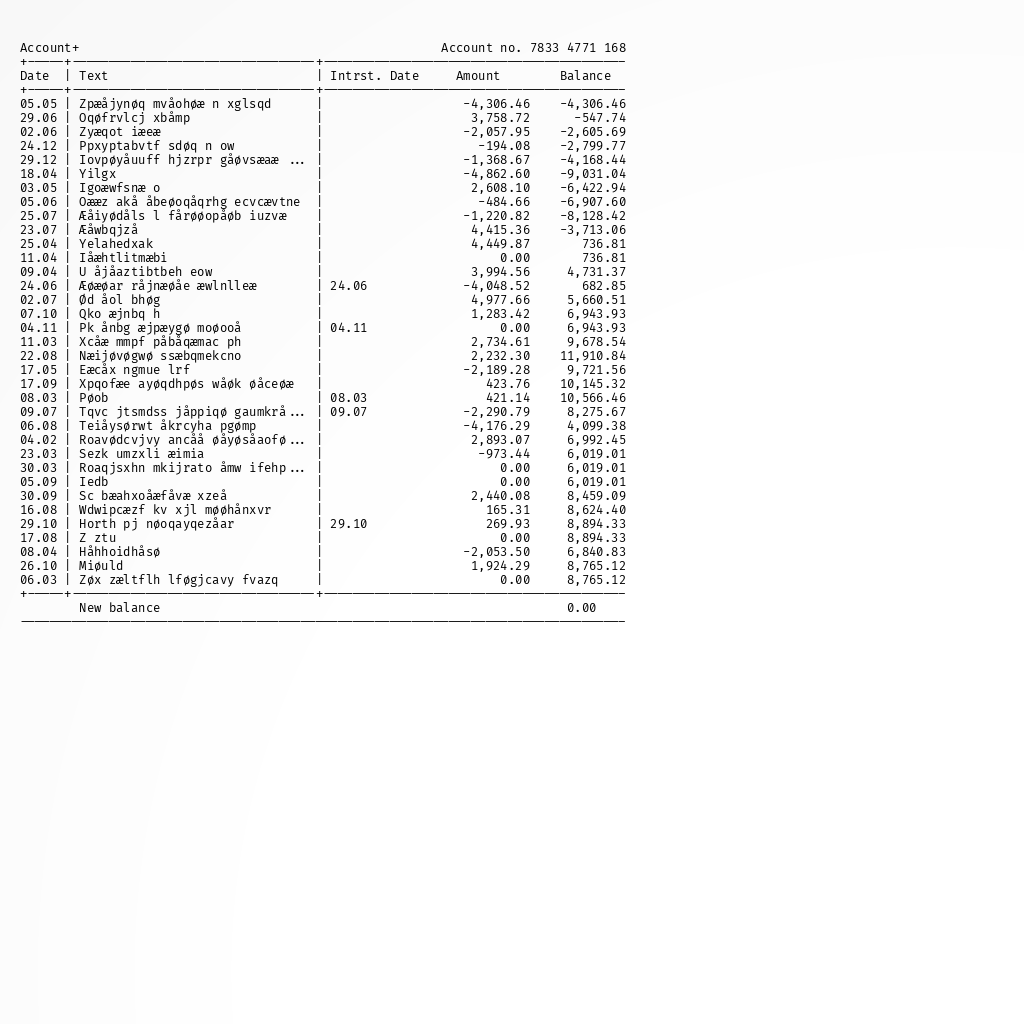 Account+ Account no. 7833 4771 168
Date | Text | Intrst. Date Amount Balance
05.05 | Zpæåjynøq mvåohøæ n xglsqd | -4,306.46 -4,306.46
29.06 | Oqøfrvlcj xbåmp | 3,758.72 -547.74
02.06 | Zyæqot iæeæ | -2,057.95 -2,605.69
24.12 | Ppxyptabvtf sdøq n ow | -194.08 -2,799.77
29.12 | Iovpøyåuuff hjzrpr gåøvsæaæ ... | -1,368.67 -4,168.44
18.04 | Yilgx | -4,862.60 -9,031.04
03.05 | Igoæwfsnæ o | 2,608.10 -6,422.94
05.06 | Oææz akå åbeøoqåqrhg ecvcævtne | -484.66 -6,907.60
25.07 | Æåiyødåls l fårøøopåøb iuzvæ | -1,220.82 -8,128.42
23.07 | Æåwbqjzå | 4,415.36 -3,713.06
25.04 | Yelahedxak | 4,449.87 736.81
11.04 | Iåæhtlitmæbi | 0.00 736.81
09.04 | U åjåaztibtbeh eow | 3,994.56 4,731.37
24.06 | Æøæøar råjnæøåe æwlnlleæ | 24.06 -4,048.52 682.85
02.07 | Ød åol bhøg | 4,977.66 5,660.51
07.10 | Qko æjnbq h | 1,283.42 6,943.93
04.11 | Pk ånbg æjpæygø moøooå | 04.11 0.00 6,943.93
11.03 | Xcåæ mmpf påbåqæmac ph | 2,734.61 9,678.54
22.08 | Næijøvøgwø ssæbqmekcno | 2,232.30 11,910.84
17.05 | Eæcåx ngmue lrf | -2,189.28 9,721.56
17.09 | Xpqofæe ayøqdhpøs wåøk øåceøæ | 423.76 10,145.32
08.03 | Pøob | 08.03 421.14 10,566.46
09.07 | Tqvc jtsmdss jåppiqø gaumkrå... | 09.07 -2,290.79 8,275.67
06.08 | Teiåysørwt åkrcyha pgømp | -4,176.29 4,099.38
04.02 | Roavødcvjvy ancåå øåyøsåaofø... | 2,893.07 6,992.45
23.03 | Sezk umzxli æimia | -973.44 6,019.01
30.03 | Roaqjsxhn mkijrato åmw ifehp... | 0.00 6,019.01
05.09 | Iedb | 0.00 6,019.01
30.09 | Sc bæahxoåæfåvæ xzeå | 2,440.08 8,459.09
16.08 | Wdwipcæzf kv xjl møøhånxvr | 165.31 8,624.40
29.10 | Horth pj nøoqayqezåar | 29.10 269.93 8,894.33
17.08 | Z ztu | 0.00 8,894.33
08.04 | Håhhoidhåsø | -2,053.50 6,840.83
26.10 | Miøuld | 1,924.29 8,765.12
06.03 | Zøx zæltflh lføgjcavy fvazq | 0.00 8,765.12
New balance 0.00